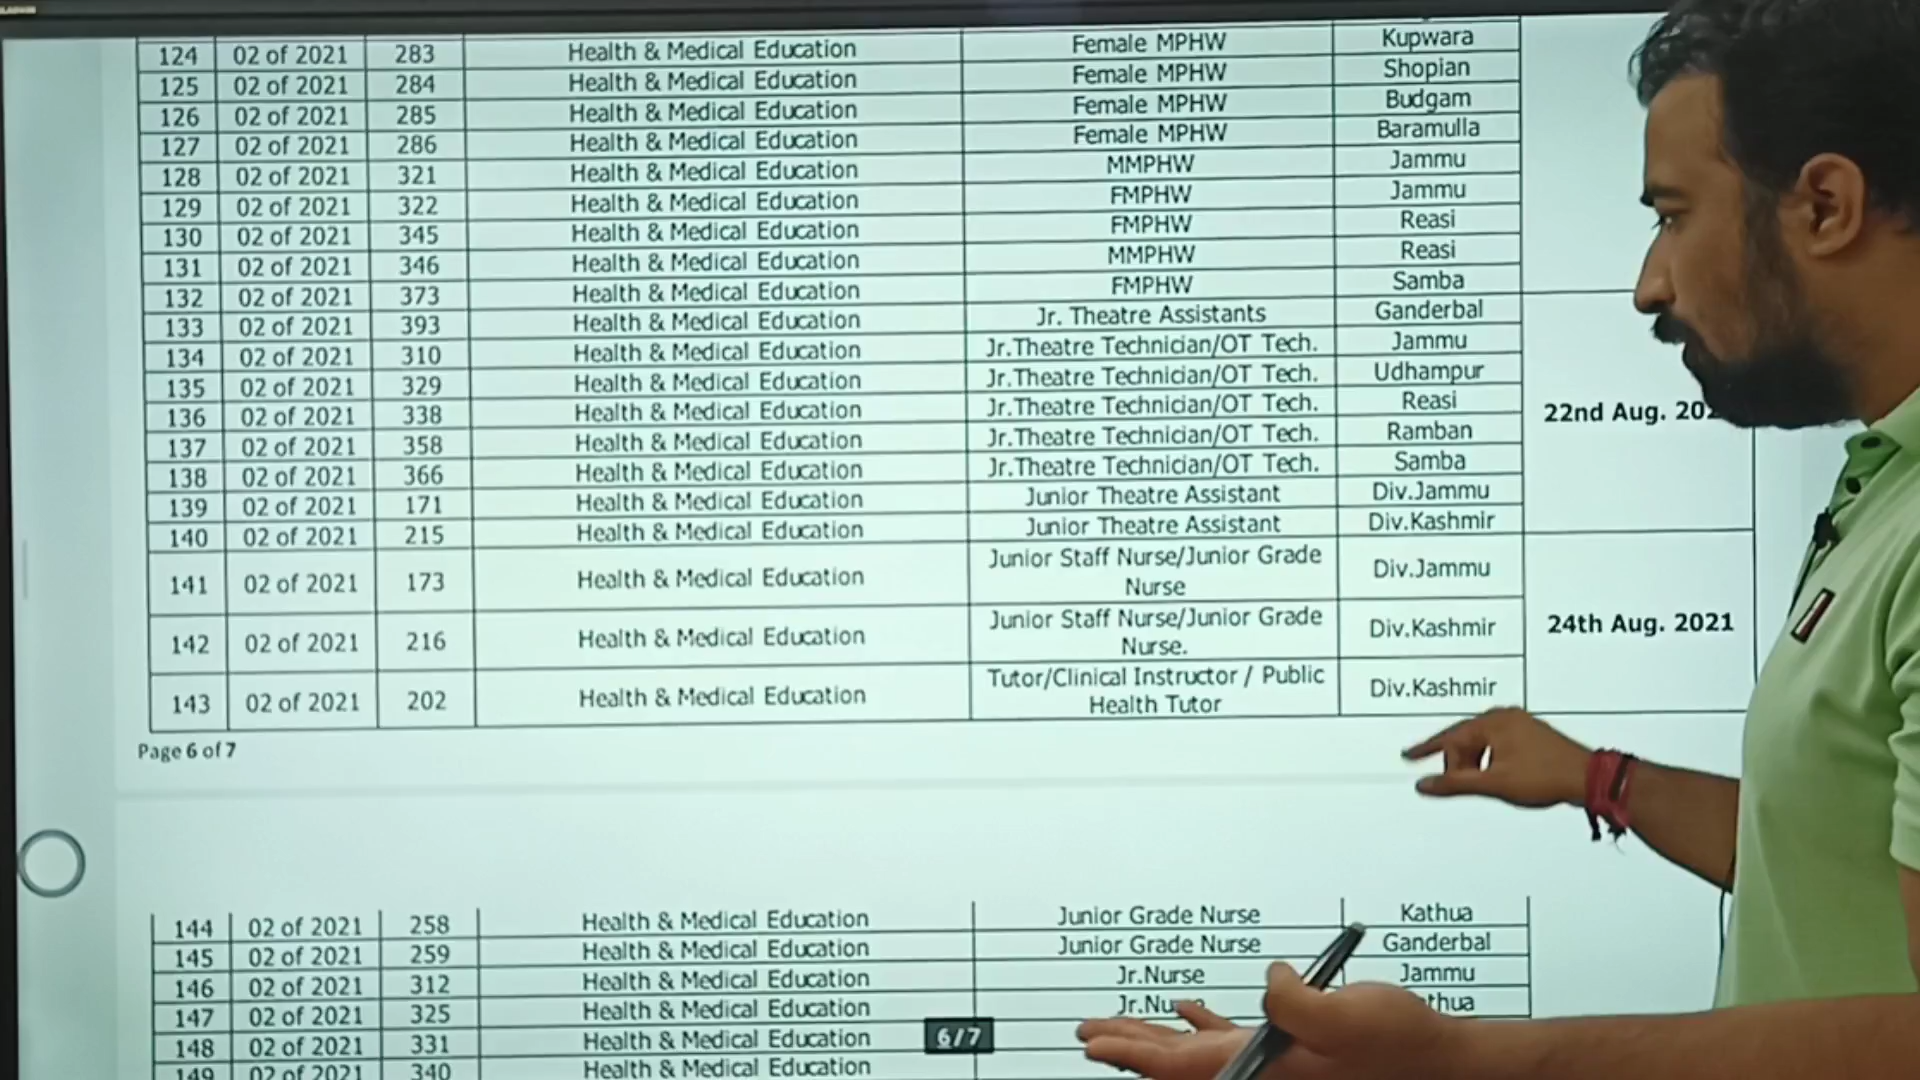 124 02 of 2021 283 Health & Medical Education Female MPHW Kupwara
125 02 of 2021 284 Health & Medical Education Female MPHW Shopian
126 02 of 2021 285 Health & Medical Education Female MPHW Budgam
127 02 of 2021 286 Health & Medical Education Female MPHW Baramulla
128 02 of 2021 321 Health & Medical Education MMPHW Jammu
129 02 of 2021 322 Health & Medical Education FMPHW Jammu
130 02 of 2021 345 Health & Medical Education FMPHW Reasi
131 02 of 2021 346 Health & Medical Education MMPHW Reasi
132 02 of 2021 373 Health & Medical Education FMPHW Samba
133 02 of 2021 393 Health & Medical Education Jr. Theatre Assistants Ganderbal
134 02 of 2021 310 Health & Medical Education Jr.Theatre Technician/OT Tech. Jammu
135 02 of 2021 329 Health & Medical Education Jr.Theatre Technician/OT Tech. Udhampur
136 02 of 2021 338 Health & Medical Education Jr.Theatre Technician/OT Tech. Reasi
22nd Aug.
137 02 of 2021 358 Health & Medical Education Jr.Theatre Technician/OT Tech. Ramban
138 02 of 2021 366 Health & Medical Education Jr.Theatre Technician/OT Tech. Samba
139 02 of 2021 171 Health & Medical Education Junior Theatre Assistant Div.Jammu
140 02 of 2021 215 Health & Medical Education Junior Theatre Assistant Div.Kashmir
141 02 of 2021 173 Health & Medical Education Junior Staff Nurse/Junior Grade
Nurse Div.Jammu
142 02 of 2021 216 Health & Medical Education Junior Staff Nurse/Junior Grade
Nurse. Div.Kashmir
24th Aug. 2021
143 02 of 2021 202 Health & Medical Education Tutor/Clinical Instructor / Public
Health Tutor Div.Kashmir
Page 6 of 7
144 02 of 2021 258 Health & Medical Education Junior Grade Nurse Kathua
145 02 of 2021 259 Health & Medical Education Junior Grade Nurse Ganderbal
146 02 of 2021 312 Health & Medical Education Jr.Nurse Jammu
147 02 of 2021 325 Health & Medical Education
148 02 of 2021 331 Health & Medical Education
6/7
149 02 of 2021 340 Health & Medical Education